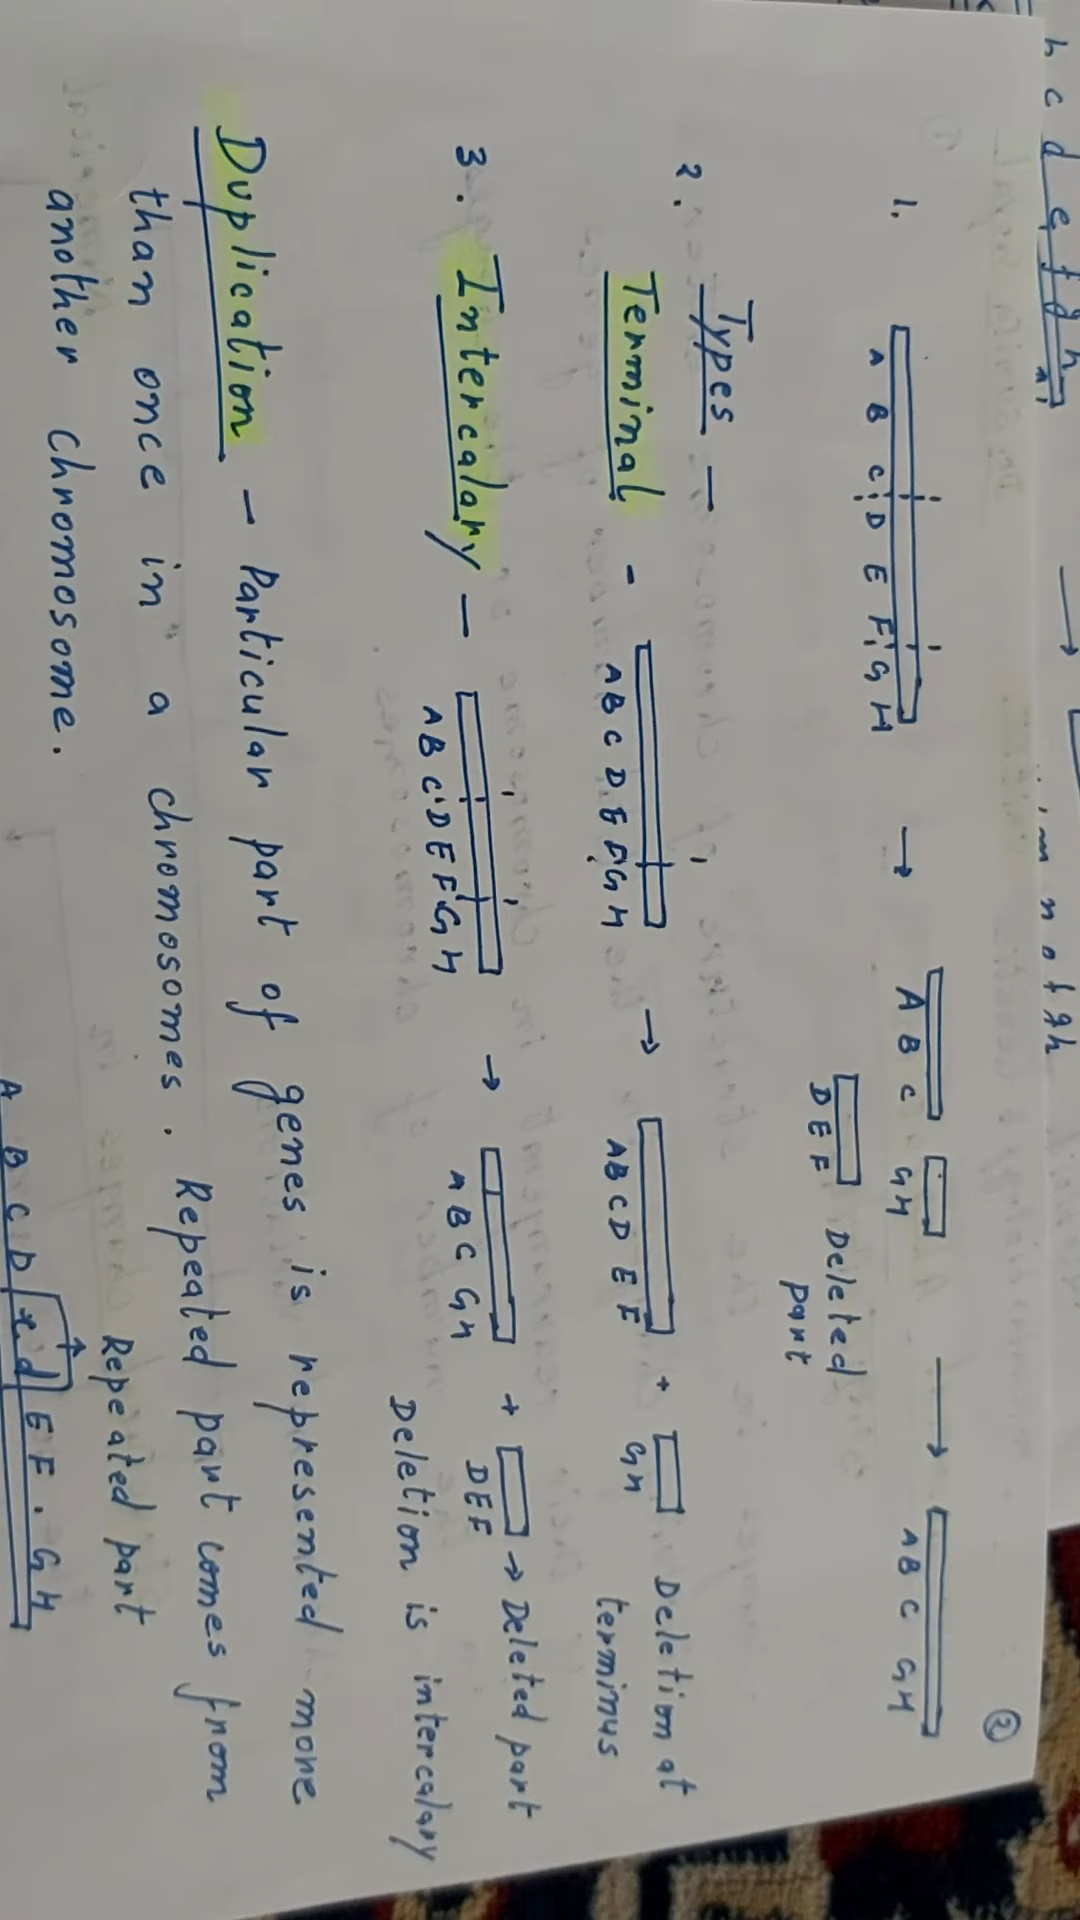 b c d e f g h
m n o f g h
②
1. A B C D E F G H → A B C G H → A B C G H
D E F Deleted
part
2. Types -
Terminal - A B C D E F G H → A B C D E F + G H Deletion at
terminus
3. Intercalary - A B C D E F G H → A B C G H + D E F → Deleted part
Deletion is intercalary
Duplication - Particular part of genes is represented more
than once in a chromosomes. Repeated part comes from
another chromosome.
Repeated part
A B C D c d E F . G H